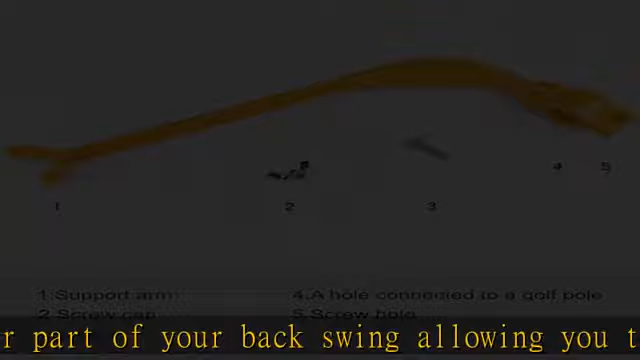 1
2
3
4
5
1:Support arm
4.A hole connected to a golf pole
2 Screw cap
5.Screw hole
r part of your back swing allowing you t